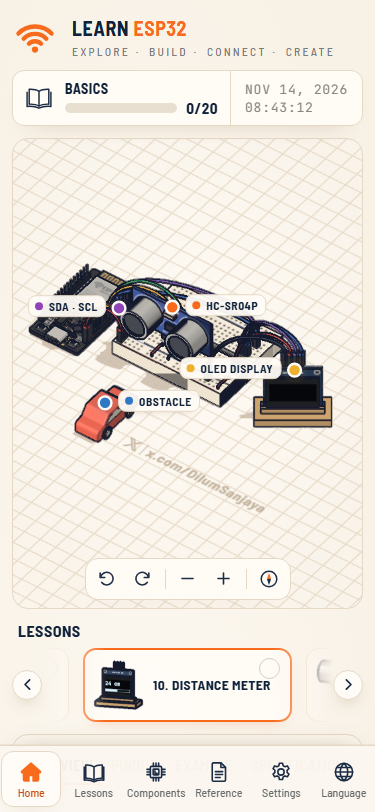 LEARN ESP32
EXPLORE · BUILD · CONNECT · CREATE
BASICS
0/20
NOV 14, 2026
08:43:12
SDA · SCL
HC-SR04P
OLED DISPLAY
OBSTACLE
X x.com/DilumSanjaya
LESSONS
10. DISTANCE METER
Home
Lessons
Components
Reference
Settings
Language